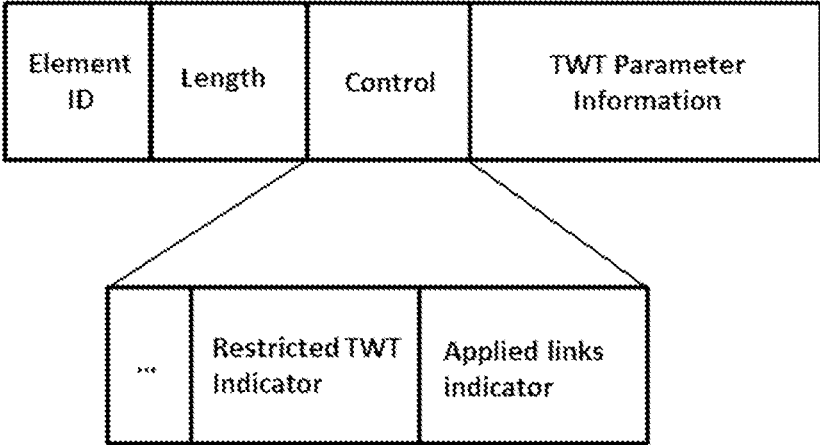 Element
ID
Length
Control
TWT Parameter
Information
...
Restricted TWT
Indicator
Applied links
indicator